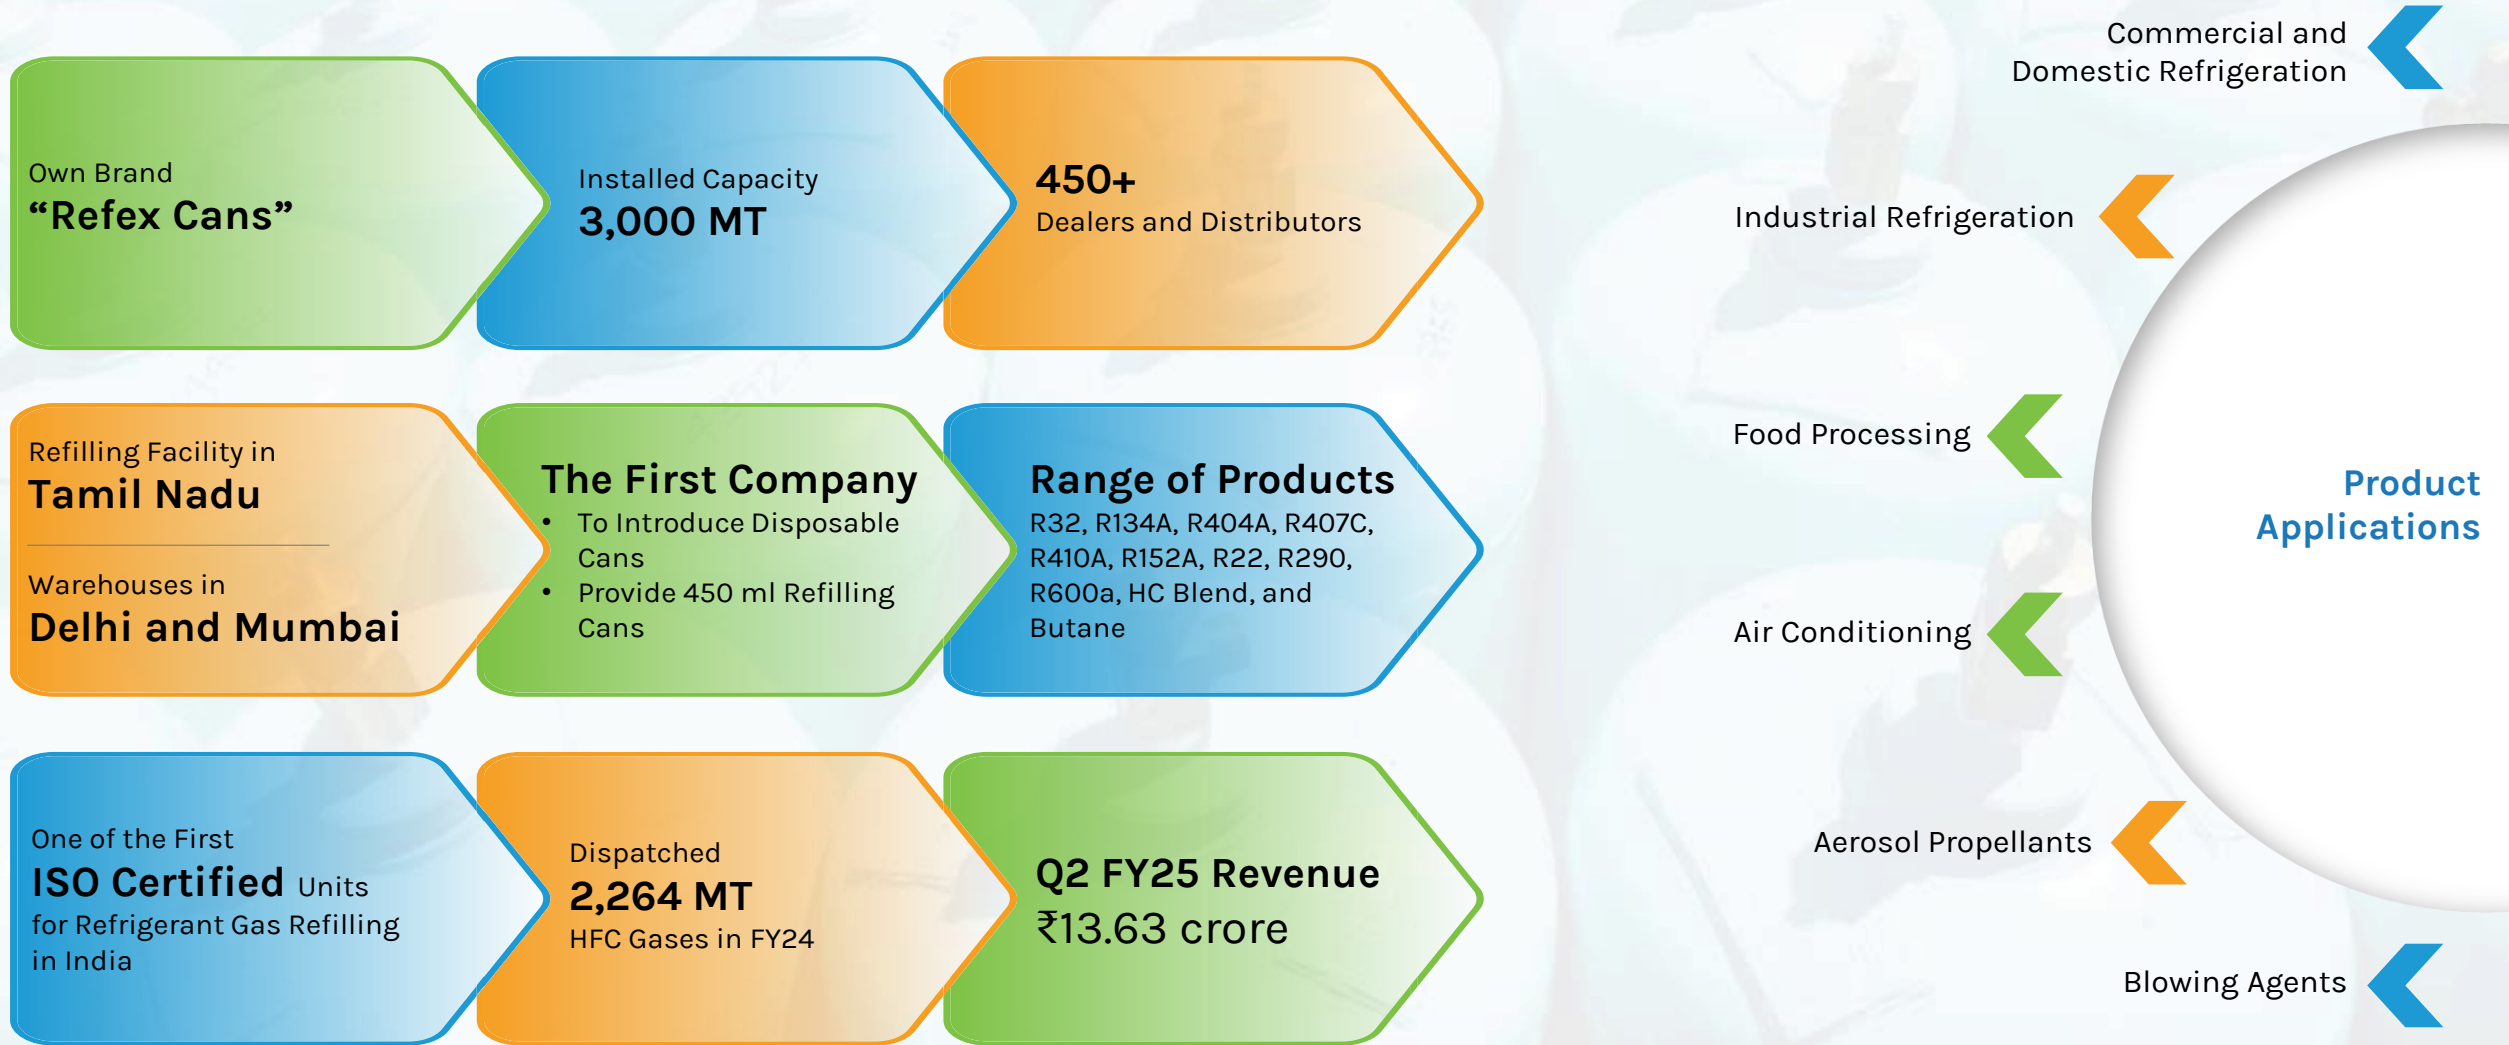 Own Brand
“Refex Cans”
Installed Capacity
3,000 MT
450+
Dealers and Distributors
Refilling Facility in
Tamil Nadu
Warehouses in
Delhi and Mumbai
The First Company
• To Introduce Disposable
Cans
• Provide 450 ml Refilling
Cans
Range of Products
R32, R134A, R404A, R407C,
R410A, R152A, R22, R290,
R600a, HC Blend, and
Butane
One of the First
ISO Certified Units
for Refrigerant Gas Refilling
in India
Dispatched
2,264 MT
HFC Gases in FY24
Q2 FY25 Revenue
₹13.63 crore
Commercial and
Domestic Refrigeration
Industrial Refrigeration
Food Processing
Air Conditioning
Aerosol Propellants
Blowing Agents
Product
Applications